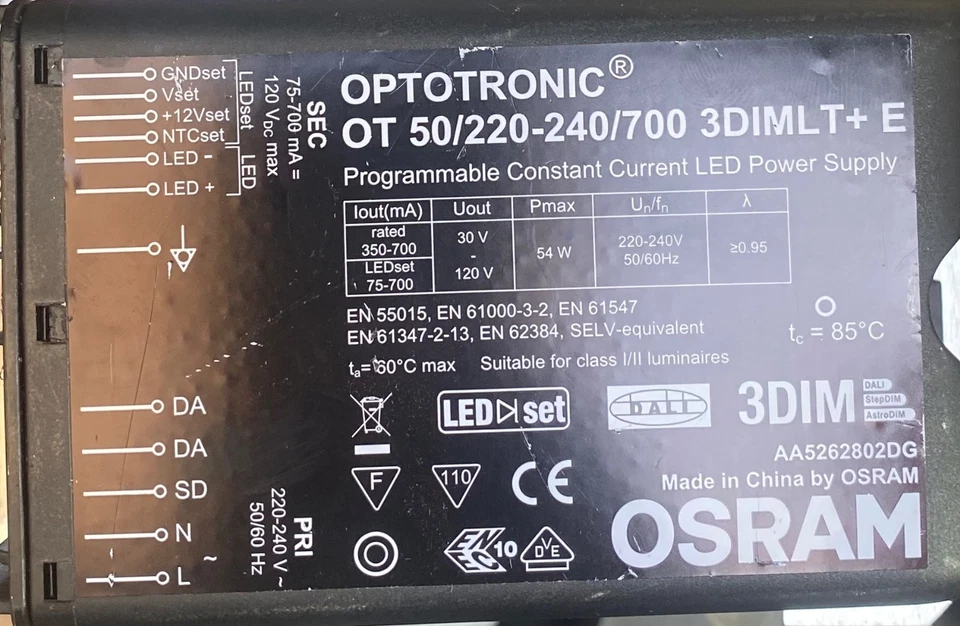 GNDset
Vset
+12Vset
NTCset
LED -
LED +
LEDset
LED
75-700 mA =
120 VDC max
SEC
OPTOTRONIC®
OT 50/220-240/700 3DIMLT+ E
Programmable Constant Current LED Power Supply
Iout(mA) Uout Pmax Un/fn λ
rated
350-700
LEDset
75-700
30 V
-
120 V
54 W
220-240V
50/60Hz
≥0.95
EN 55015, EN 61000-3-2, EN 61547
EN 61347-2-13, EN 62384, SELV-equivalent
tc = 85°C
ta= 60°C max Suitable for class I/II luminaires
DA
DA
SD
N
~
L
PRI
220-240 V ~
50/60 Hz
LED set
DALI
3DIM
DALI
StepDIM
AstroDIM
F
110
CE
ENEC
10
DVE
AA5262802DG
Made in China by OSRAM
OSRAM